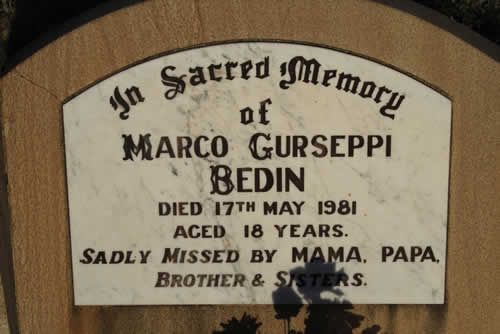 In Sacred Memory
of
MARCO GURSEPPI
BEDIN
DIED 17TH MAY 1981
AGED 18 YEARS.
SADLY MISSED BY MAMA, PAPA,
BROTHER & SISTERS.